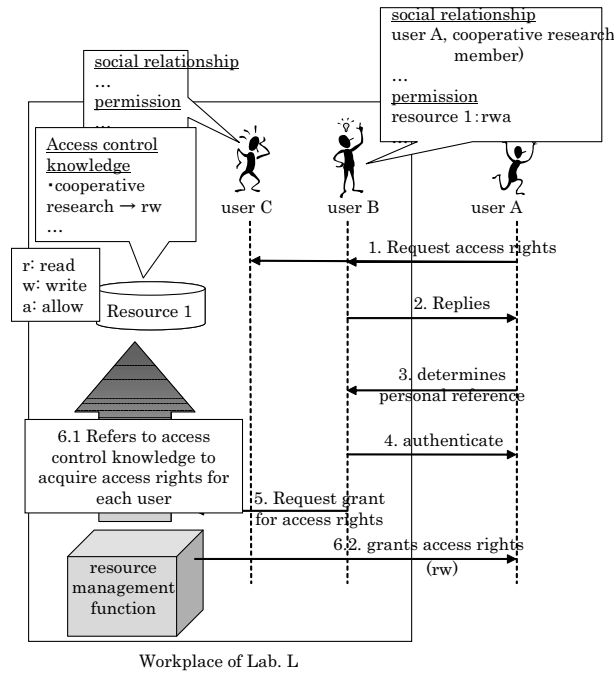 social relationship
…
permission
…
social relationship
user A, cooperative research
member)
…
permission
resource 1:rwa
…
Access control
knowledge
・cooperative
research → rw
…
user C
user B
user A
r: read
w: write
a: allow
Resource 1
1. Request access rights
2. Replies
3. determines
personal reference
4. authenticate
6.1 Refers to access
control knowledge to
acquire access rights for
each user
5. Request grant
for access rights
6.2. grants access rights
(rw)
resource
management
function
Workplace of Lab. L